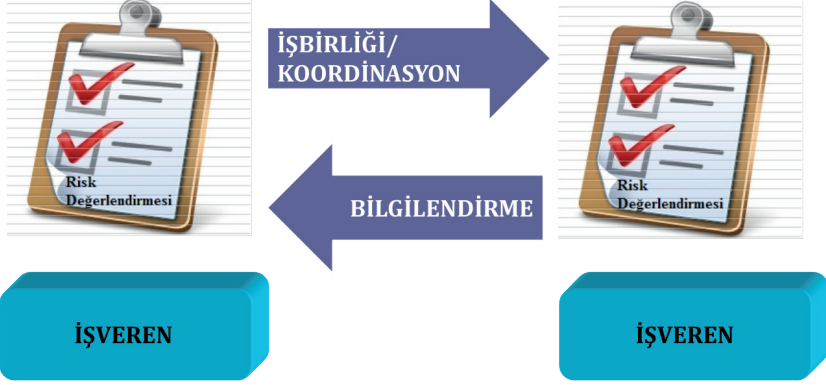 İŞBİRLİĞİ/
KOORDİNASYON
Risk
Değerlendirmesi
Risk
Değerlendirmesi
BİLGİLENDİRME
İŞVEREN
İŞVEREN